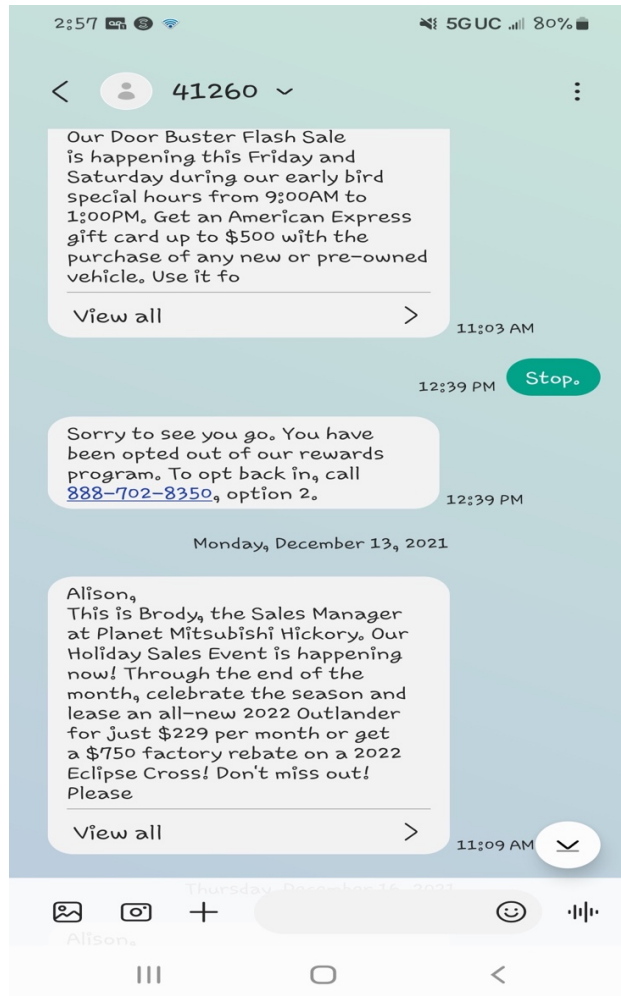 2:57 5G UC 80%
41260
Our Door Buster Flash Sale
is happening this Friday and
Saturday during our early bird
special hours from 9:00AM to
1:00PM. Get an American Express
gift card up to $500 with the
purchase of any new or pre-owned
vehicle. Use it fo
View all
11:03 AM
12:39 PM Stop.
Sorry to see you go. You have
been opted out of our rewards
program. To opt back in, call
888-702-8350, option 2.
12:39 PM
Monday, December 13, 2021
Alison,
This is Brody, the Sales Manager
at Planet Mitsubishi Hickory. Our
Holiday Sales Event is happening
now! Through the end of the
month, celebrate the season and
lease an all-new 2022 Outlander
for just $229 per month or get
a $750 factory rebate on a 2022
Eclipse Cross! Don't miss out!
Please
View all
11:09 AM
Thursday, December 16, 2021
Alison,